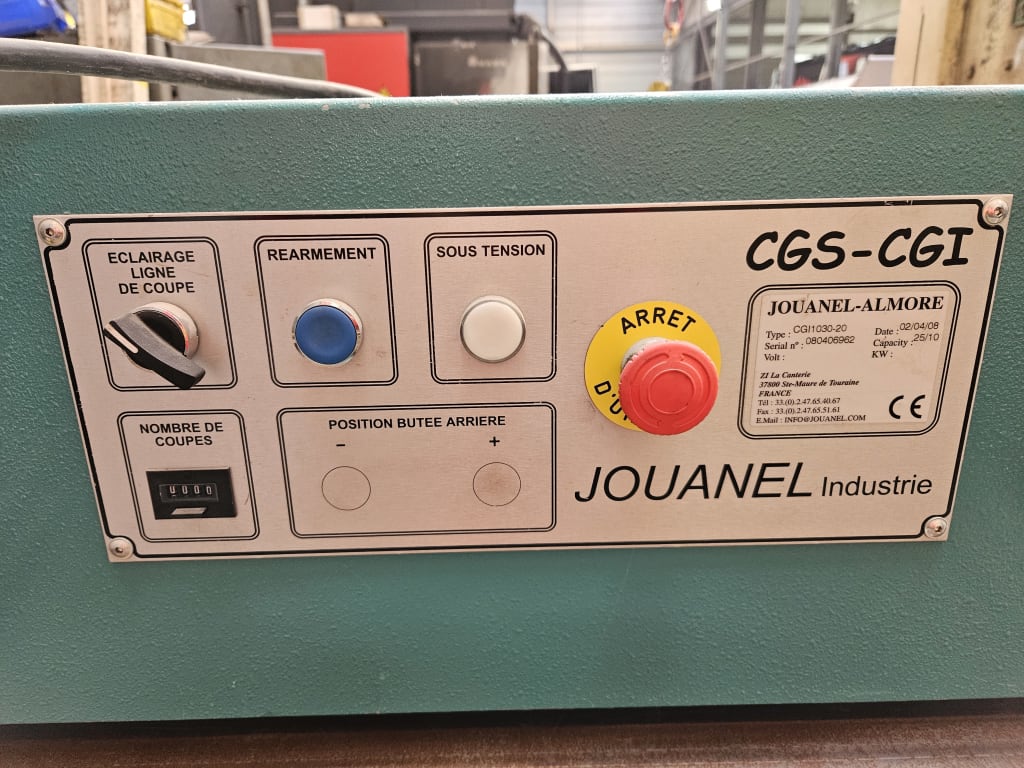 ECLAIRAGE
LIGNE
DE COUPE
REARMEMENT
SOUS TENSION
ARRET
CGS-CGI
JOUANEL-ALMORE
Type : CGI1030-20 Date : 02/04/08
Serial n° : 080406962 Capacity : 25/10
Volt : KW :
ZI La Canterie
37800 Ste-Maure de Touraine
FRANCE
Tél : 33.(0).2.47.65.40.67
Fax : 33.(0).2.47.65.51.61
E.Mail : INFO@JOUANEL.COM
CE
NOMBRE DE
COUPES
0000
POSITION BUTEE ARRIERE
- +
JOUANEL Industrie